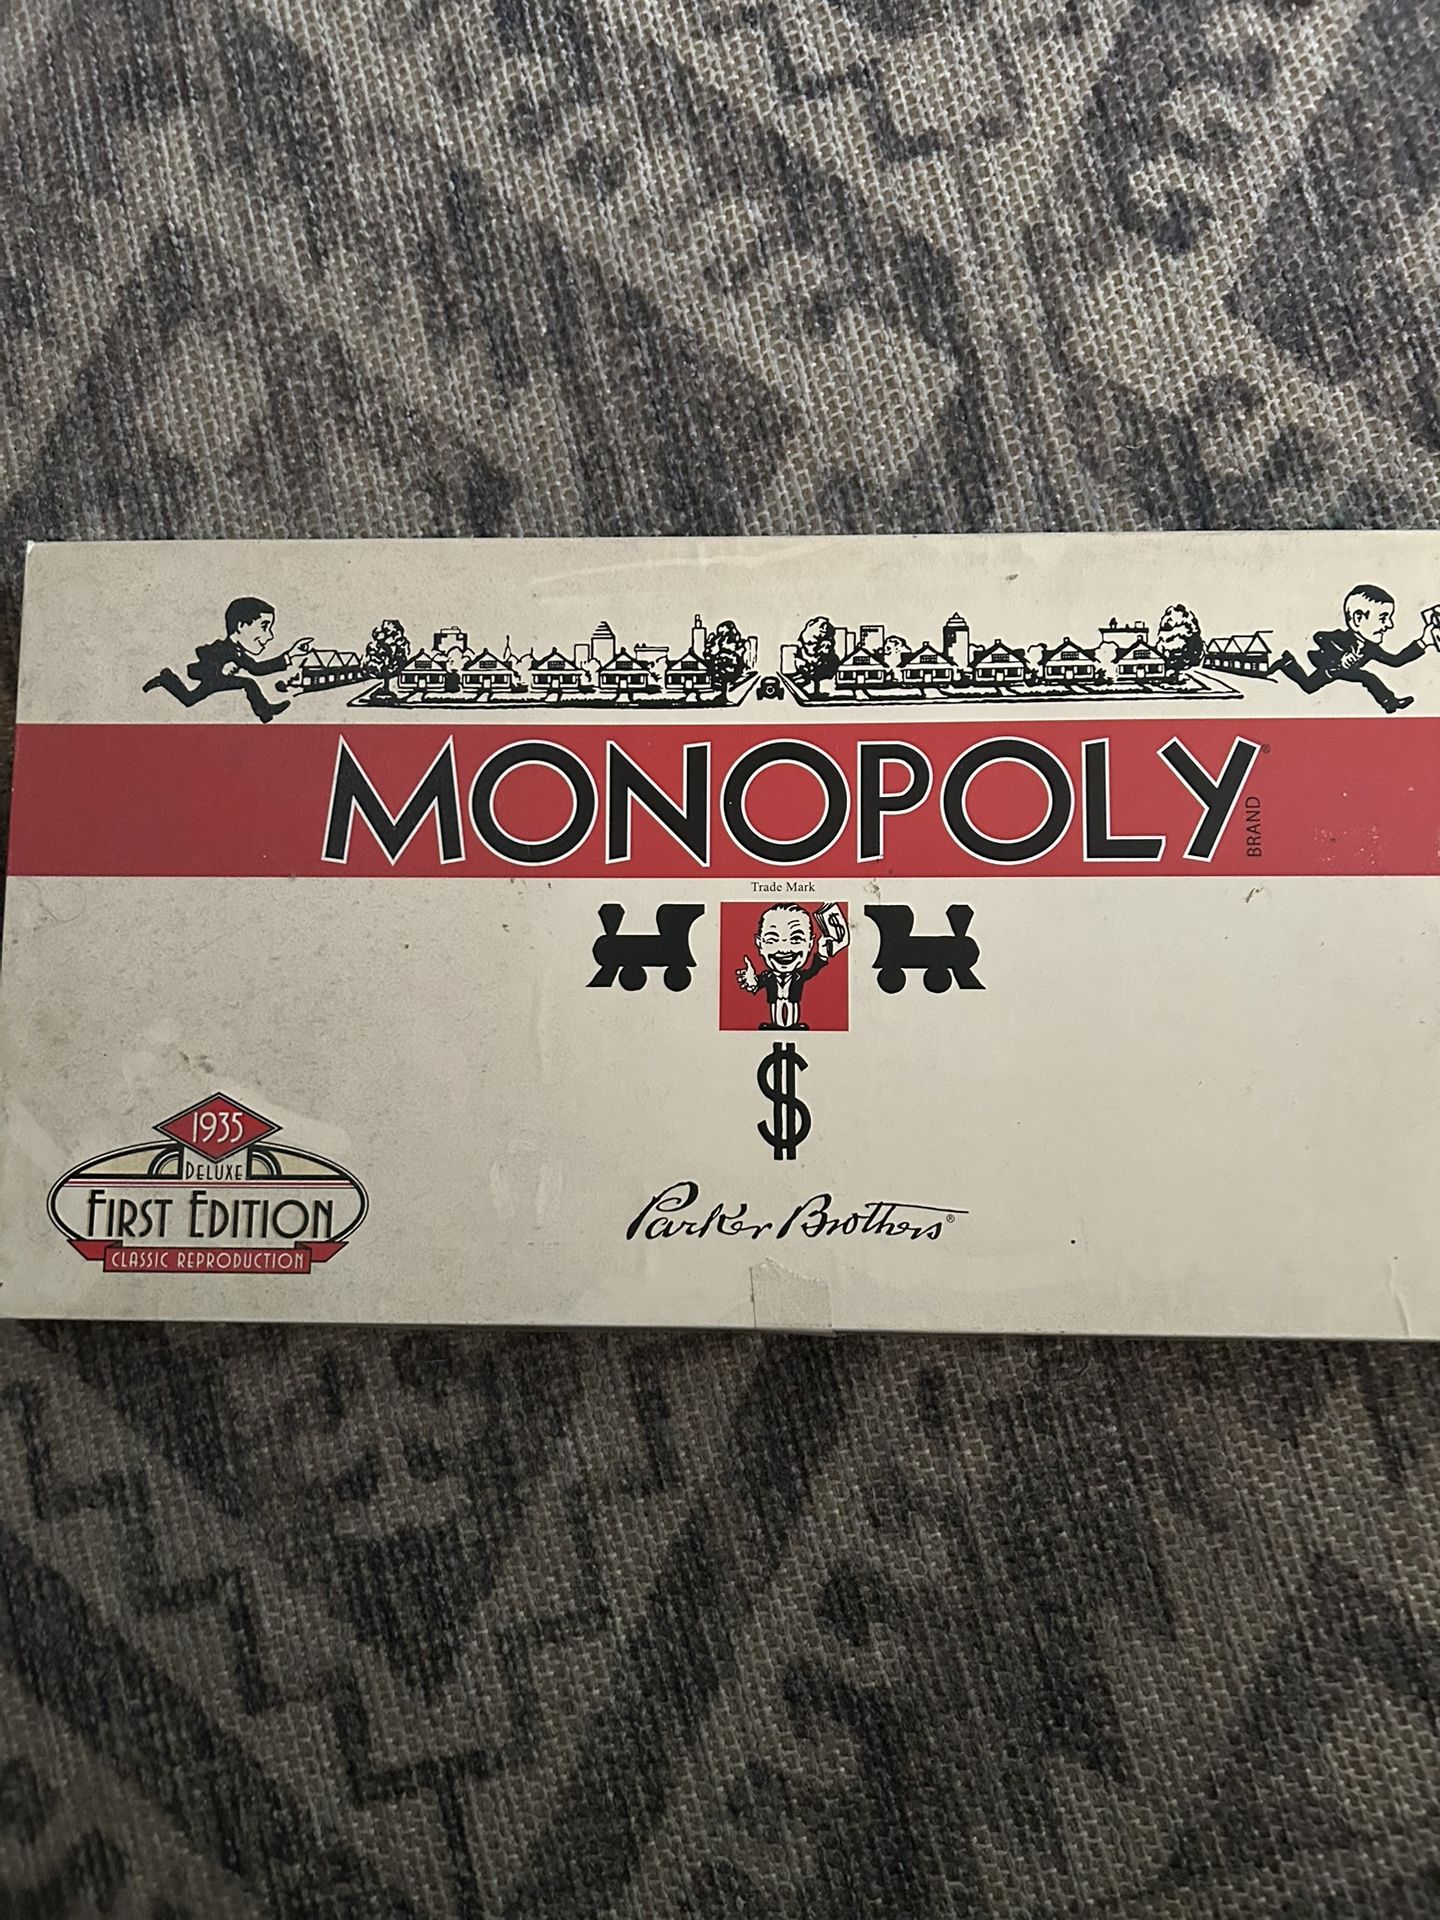 MONOPOLY®
BRAND
Trade Mark
$
$
1935
DELUXE
FIRST EDITION
CLASSIC REPRODUCTION
Parker Brothers®